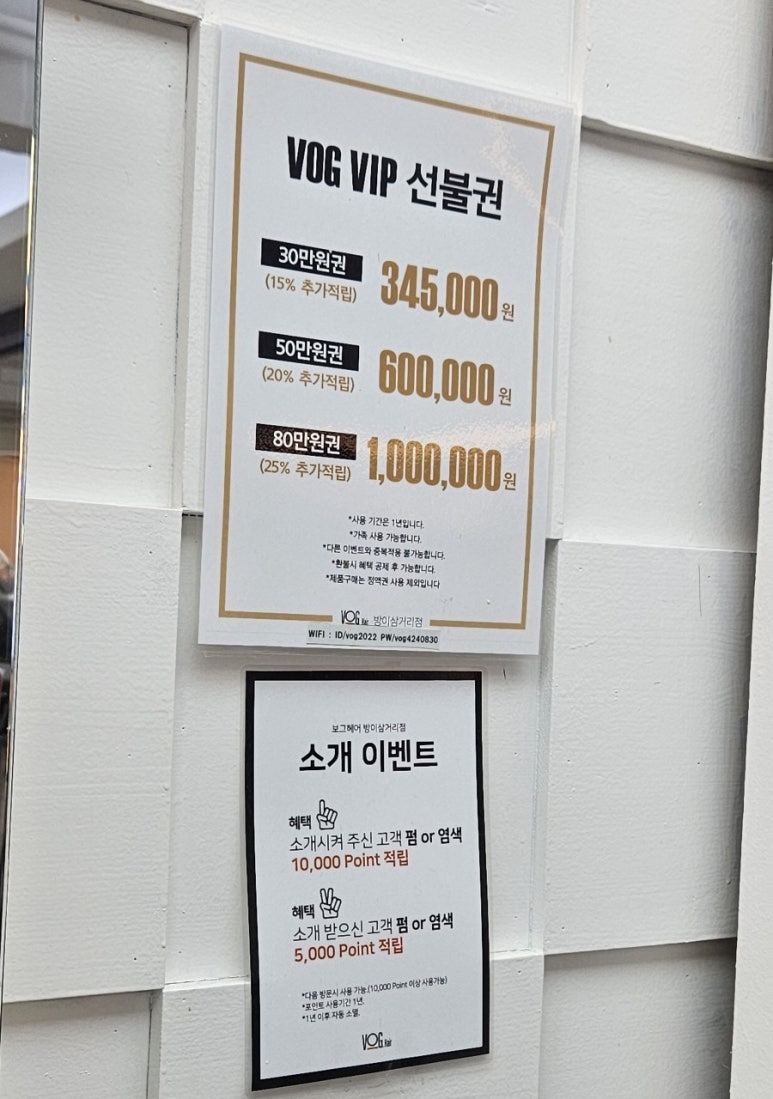 VOG VIP 선불권
30만원권
(15% 추가적립)
345,000원
50만원권
(20% 추가적립)
600,000원
80만원권
(25% 추가적립)
1,000,000원
*사용 기간은 1년입니다.
*가족 사용 가능합니다.
*다른 이벤트와 중복적용 불가능합니다.
*환불시 혜택 공제 후 가능합니다.
*제품구매는 정액권 사용 제외입니다
VOG Hair 방이삼거리점
WIFI : ID/vog2022 PW/vog4240830
보그헤어 방이삼거리점
소개 이벤트
혜택
소개시켜 주신 고객 펌 or 염색
10,000 Point 적립
혜택
소개 받으신 고객 펌 or 염색
5,000 Point 적립
*다음 방문시 사용 가능.(10,000 Point 이상 사용가능)
*포인트 사용기간 1년.
*1년 이후 자동 소멸.
VOG Hair